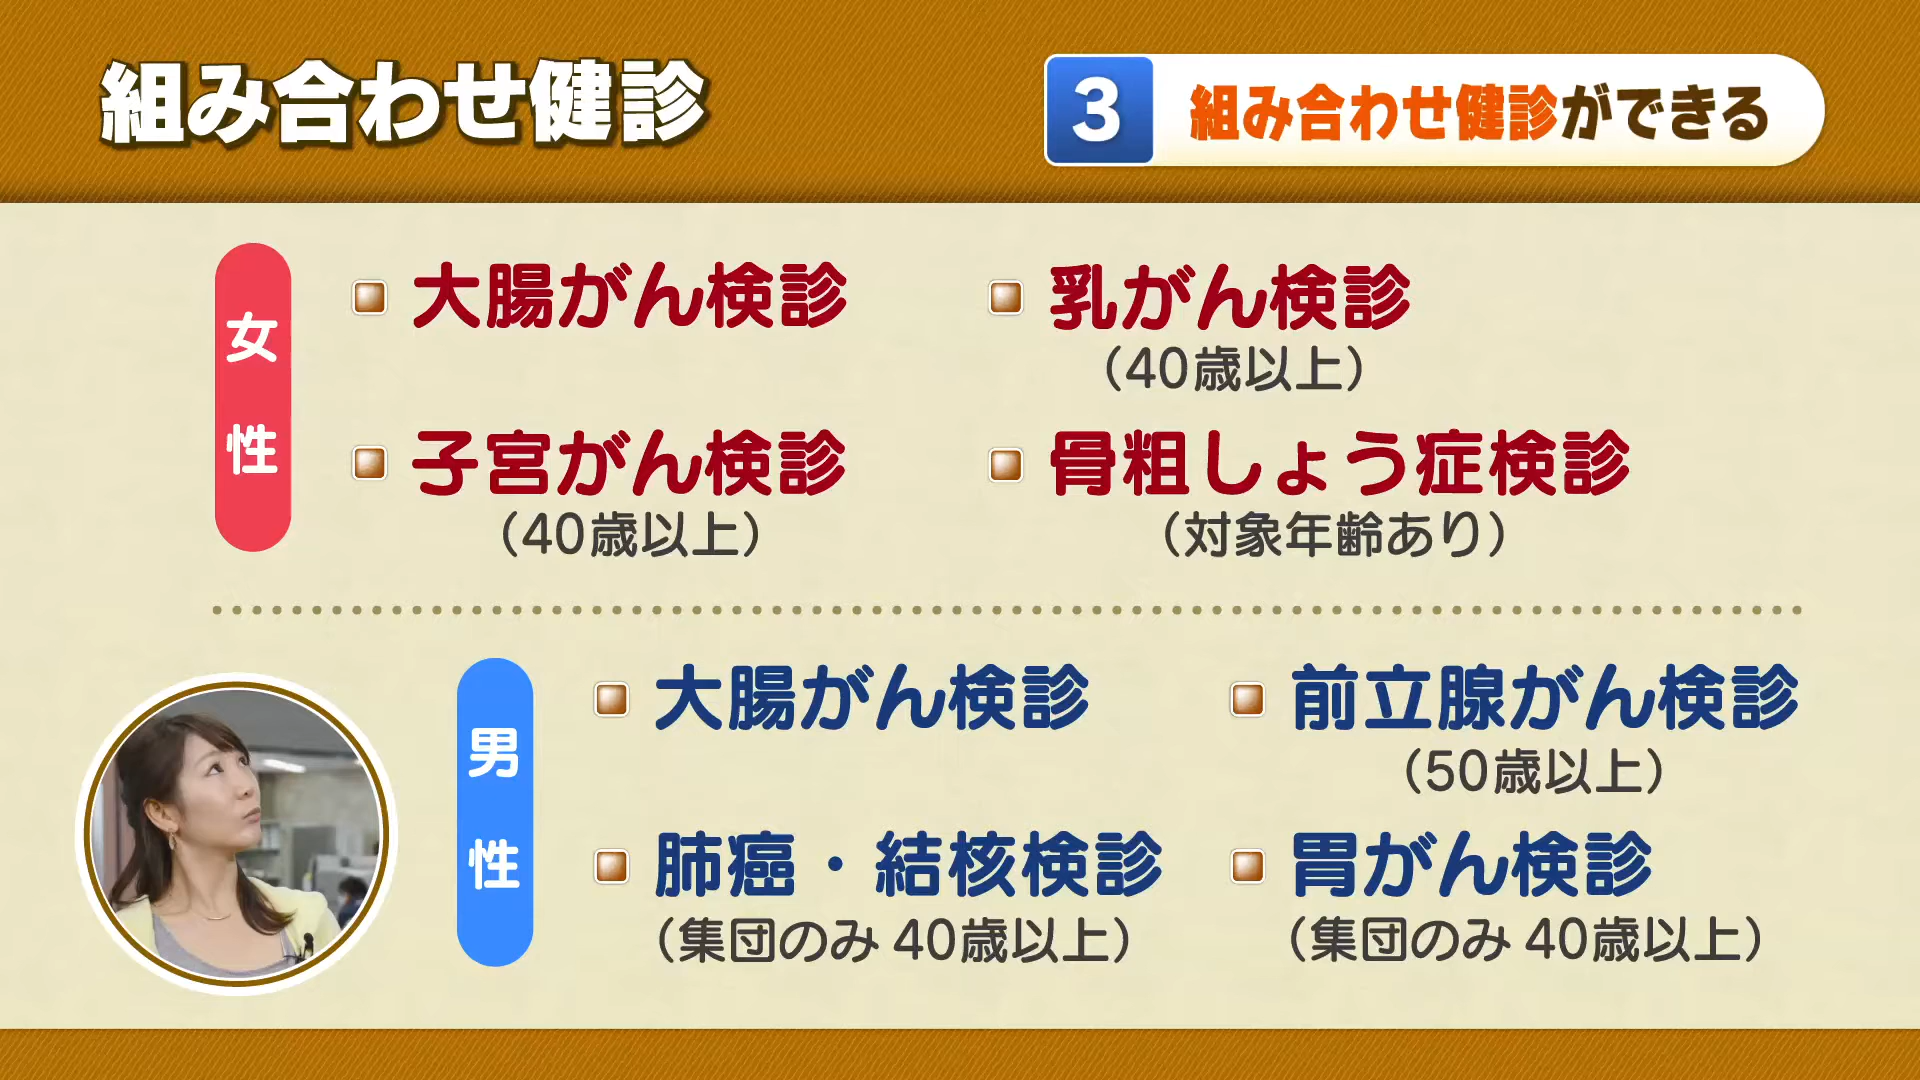 組み合わせ健診
3 組み合わせ健診ができる
女性
大腸がん検診
乳がん検診
（40歳以上）
子宮がん検診
（40歳以上）
骨粗しょう症検診
（対象年齢あり）
男性
大腸がん検診
前立腺がん検診
（50歳以上）
肺癌・結核検診
（集団のみ 40歳以上）
胃がん検診
（集団のみ 40歳以上）